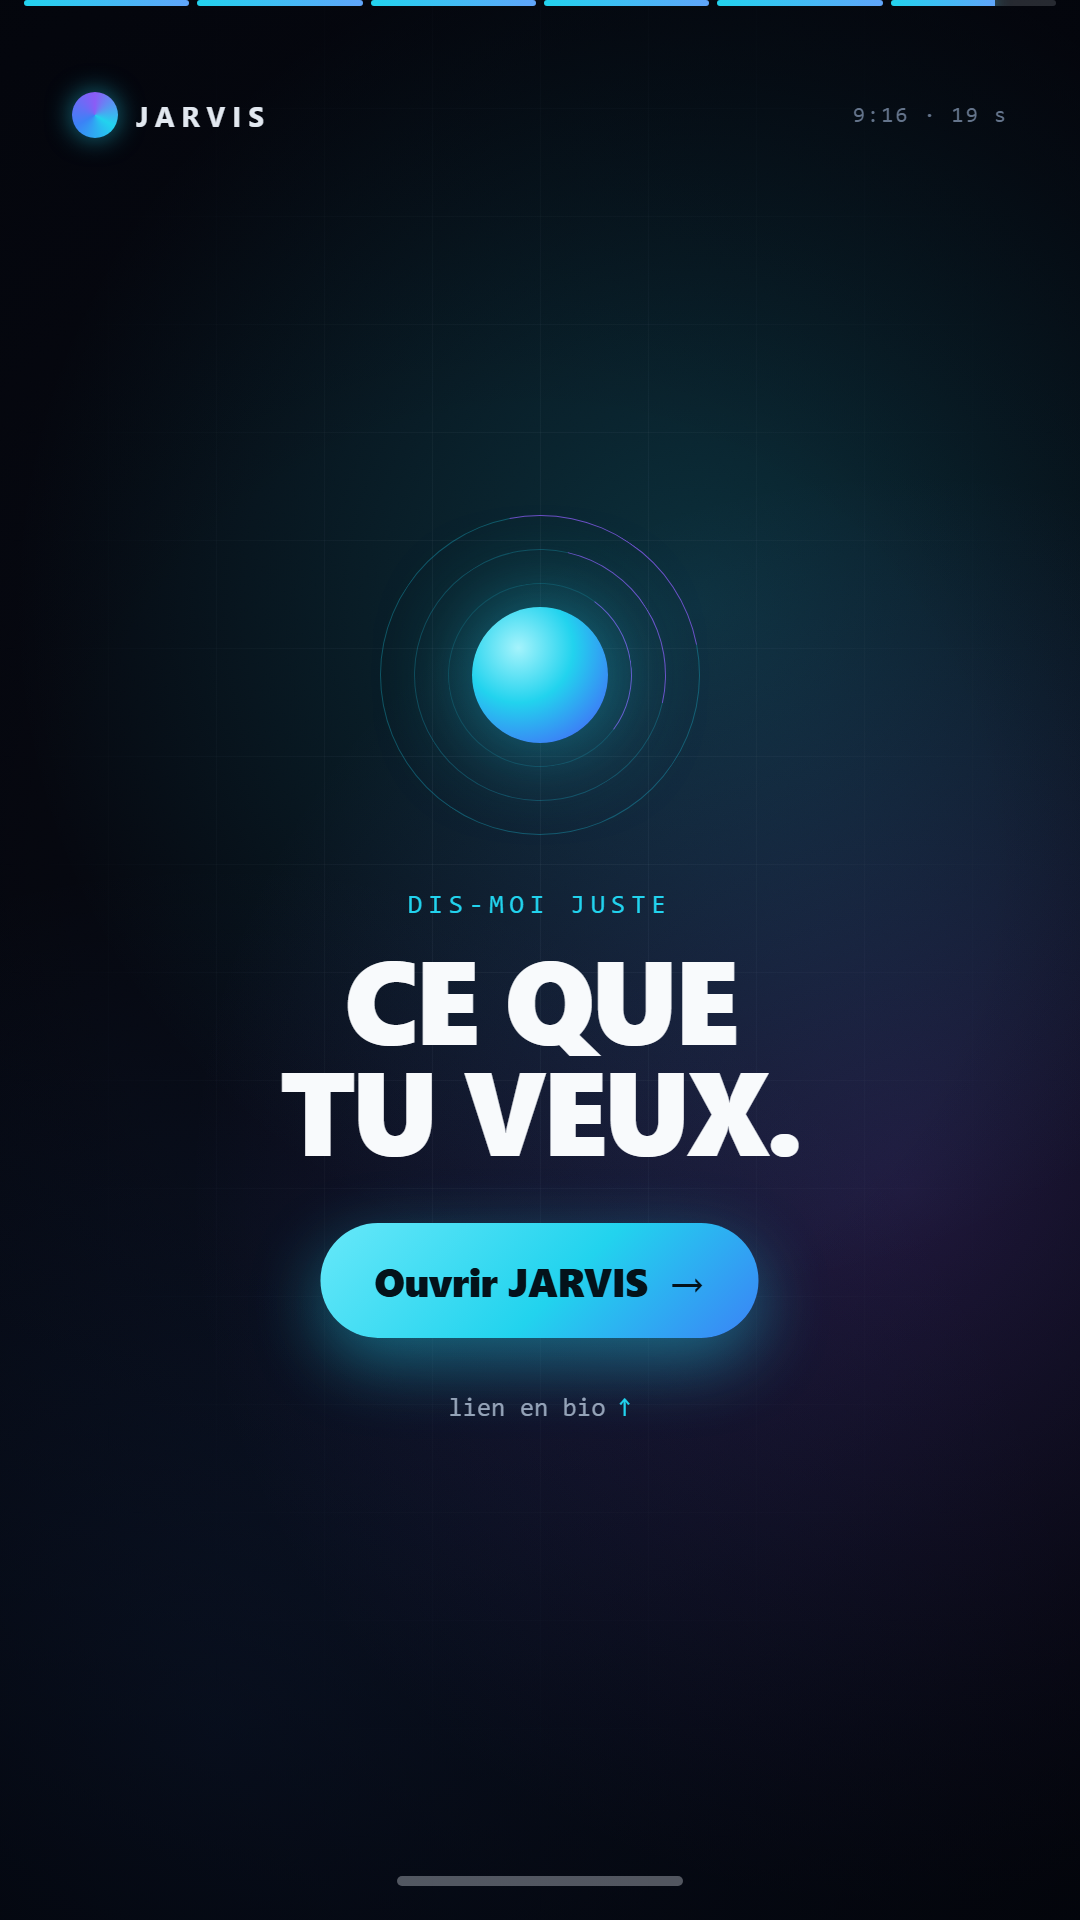 JARVIS
9:16 · 19 s
DIS-MOI JUSTE
CE QUE
TU VEUX.
Ouvrir JARVIS →
lien en bio ↑